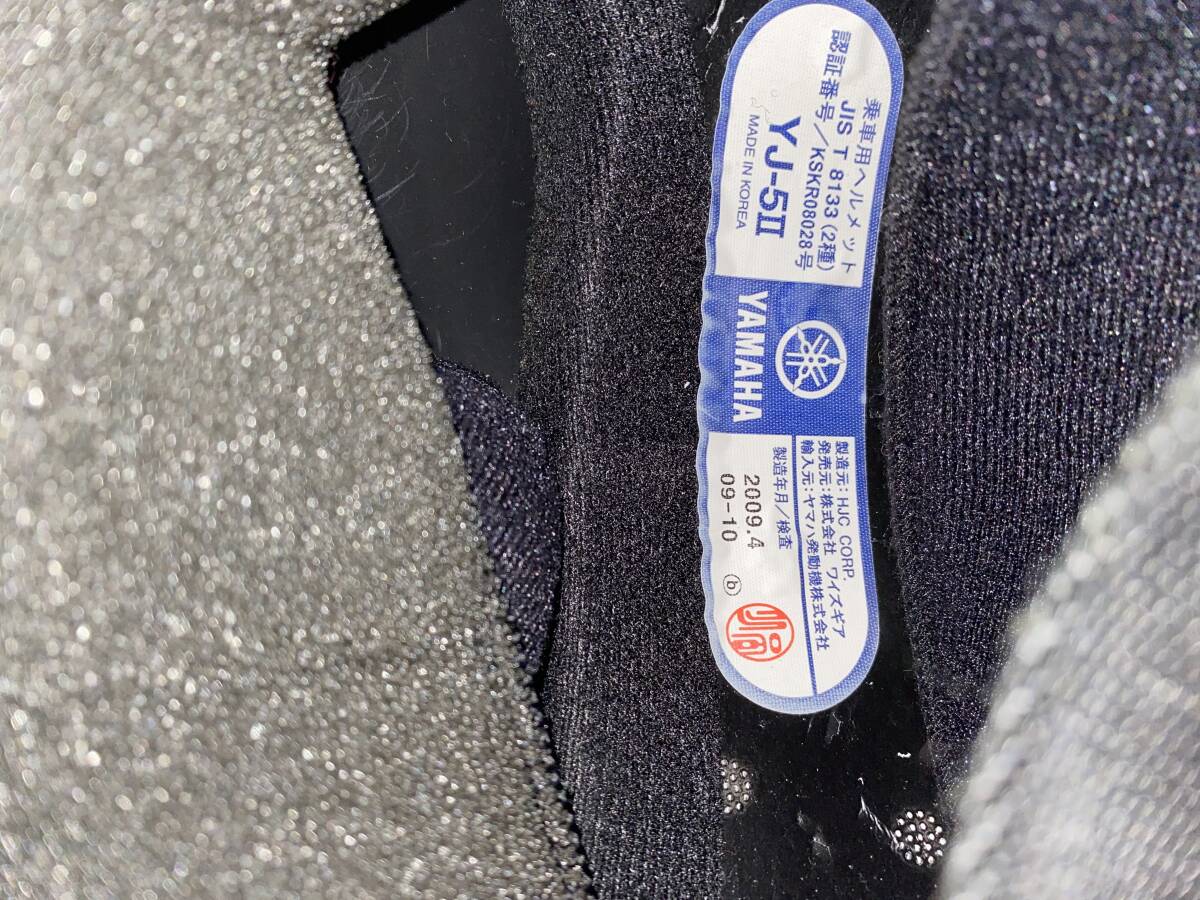 乗車用ヘルメット
JIS T 8133(2種)
認証番号/KSKR08028号
YJ-5II
MADE IN KOREA
YAMAHA
製造元:HJC CORP.
発売元:株式会社 ワイズギア
輸入元:ヤマハ発動機株式会社
製造年月/検査
2009.4
09-10
ⓑ